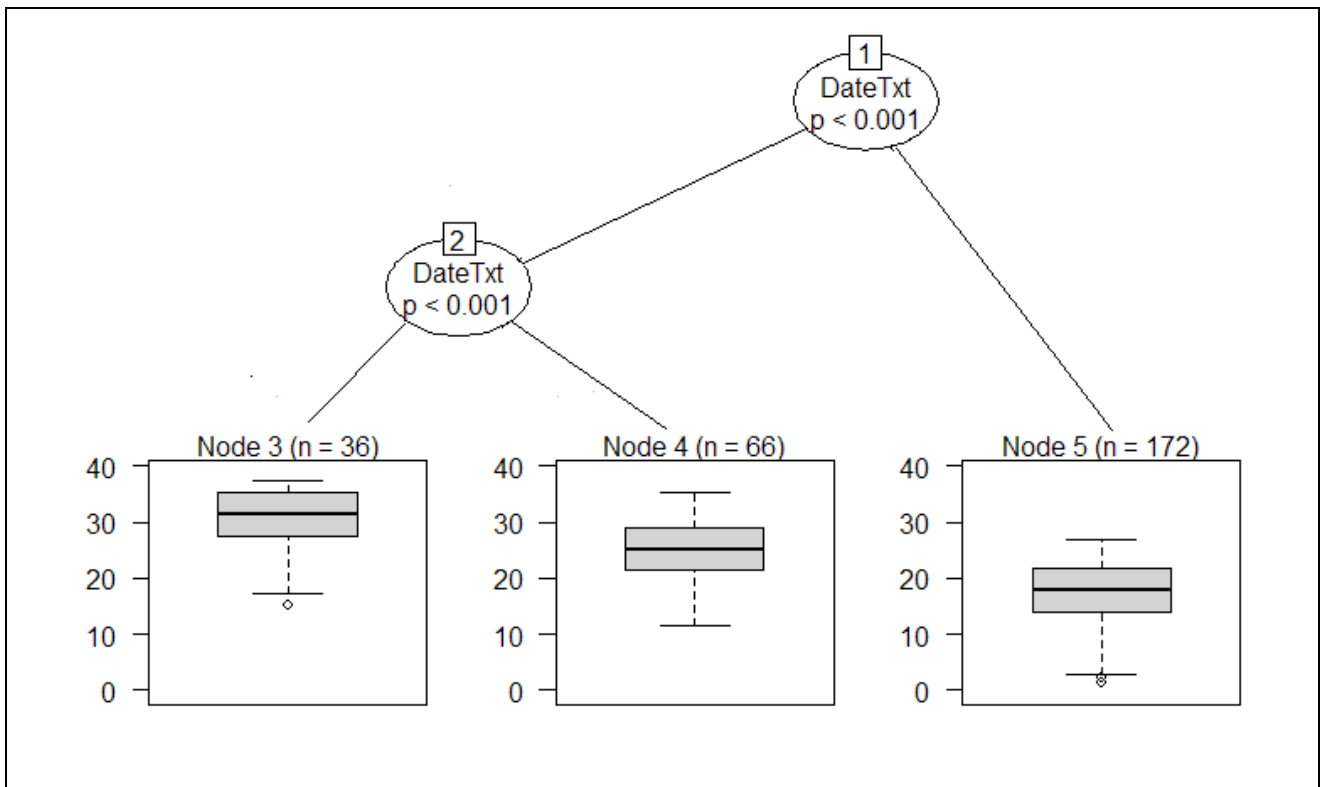 1
DateTxt
p < 0.001
2
DateTxt
p < 0.001
Node 3 (n = 36)
40
30
20
10
0
Node 4 (n = 66)
40
30
20
10
0
Node 5 (n = 172)
40
30
20
10
0